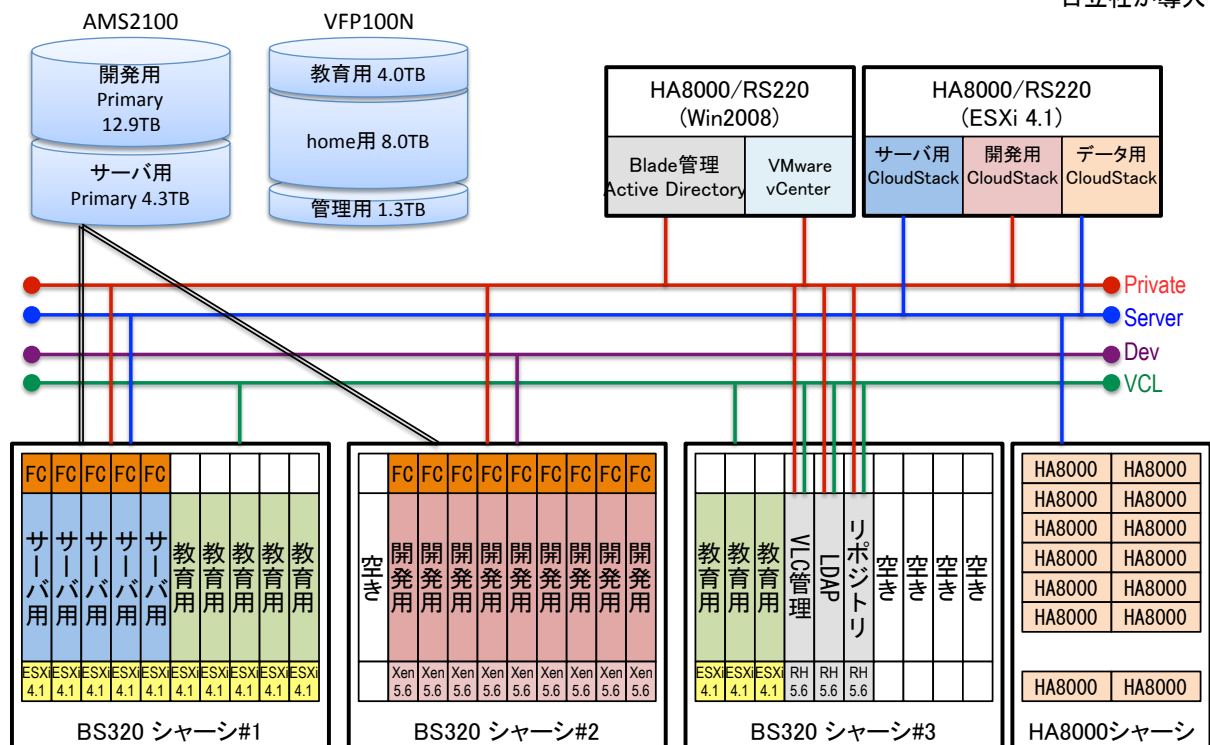 日立社が導入
AMS2100
VFP100N
開発用
Primary
12.9TB
サーバ用
Primary 4.3TB
教育用 4.0TB
home用 8.0TB
管理用 1.3TB
HA8000/RS220
(Win2008)
Blade管理
Active Directory
VMware
vCenter
HA8000/RS220
(ESXi 4.1)
サーバ用
CloudStack
開発用
CloudStack
データ用
CloudStack
Private
Server
Dev
VCL
FC FC FC FC FC
サーバ用 サーバ用 サーバ用 サーバ用 サーバ用 教育用 教育用 教育用 教育用 教育用
ESXi ESXi ESXi ESXi ESXi ESXi ESXi ESXi ESXi ESXi
4.1 4.1 4.1 4.1 4.1 4.1 4.1 4.1 4.1 4.1
BS320 シャーシ#1
FC FC FC FC FC FC FC FC FC
空き 開発用 開発用 開発用 開発用 開発用 開発用 開発用 開発用 開発用
Xen Xen Xen Xen Xen Xen Xen Xen Xen
5.6 5.6 5.6 5.6 5.6 5.6 5.6 5.6 5.6
BS320 シャーシ#2
教育用 教育用 教育用 VLC管理 LDAP リポジトリ 空き 空き 空き 空き
ESXi ESXi ESXi RH RH RH
4.1 4.1 4.1 5.6 5.6 5.6
BS320 シャーシ#3
HA8000 HA8000
HA8000 HA8000
HA8000 HA8000
HA8000 HA8000
HA8000 HA8000
HA8000 HA8000
HA8000 HA8000
HA8000シャーシ